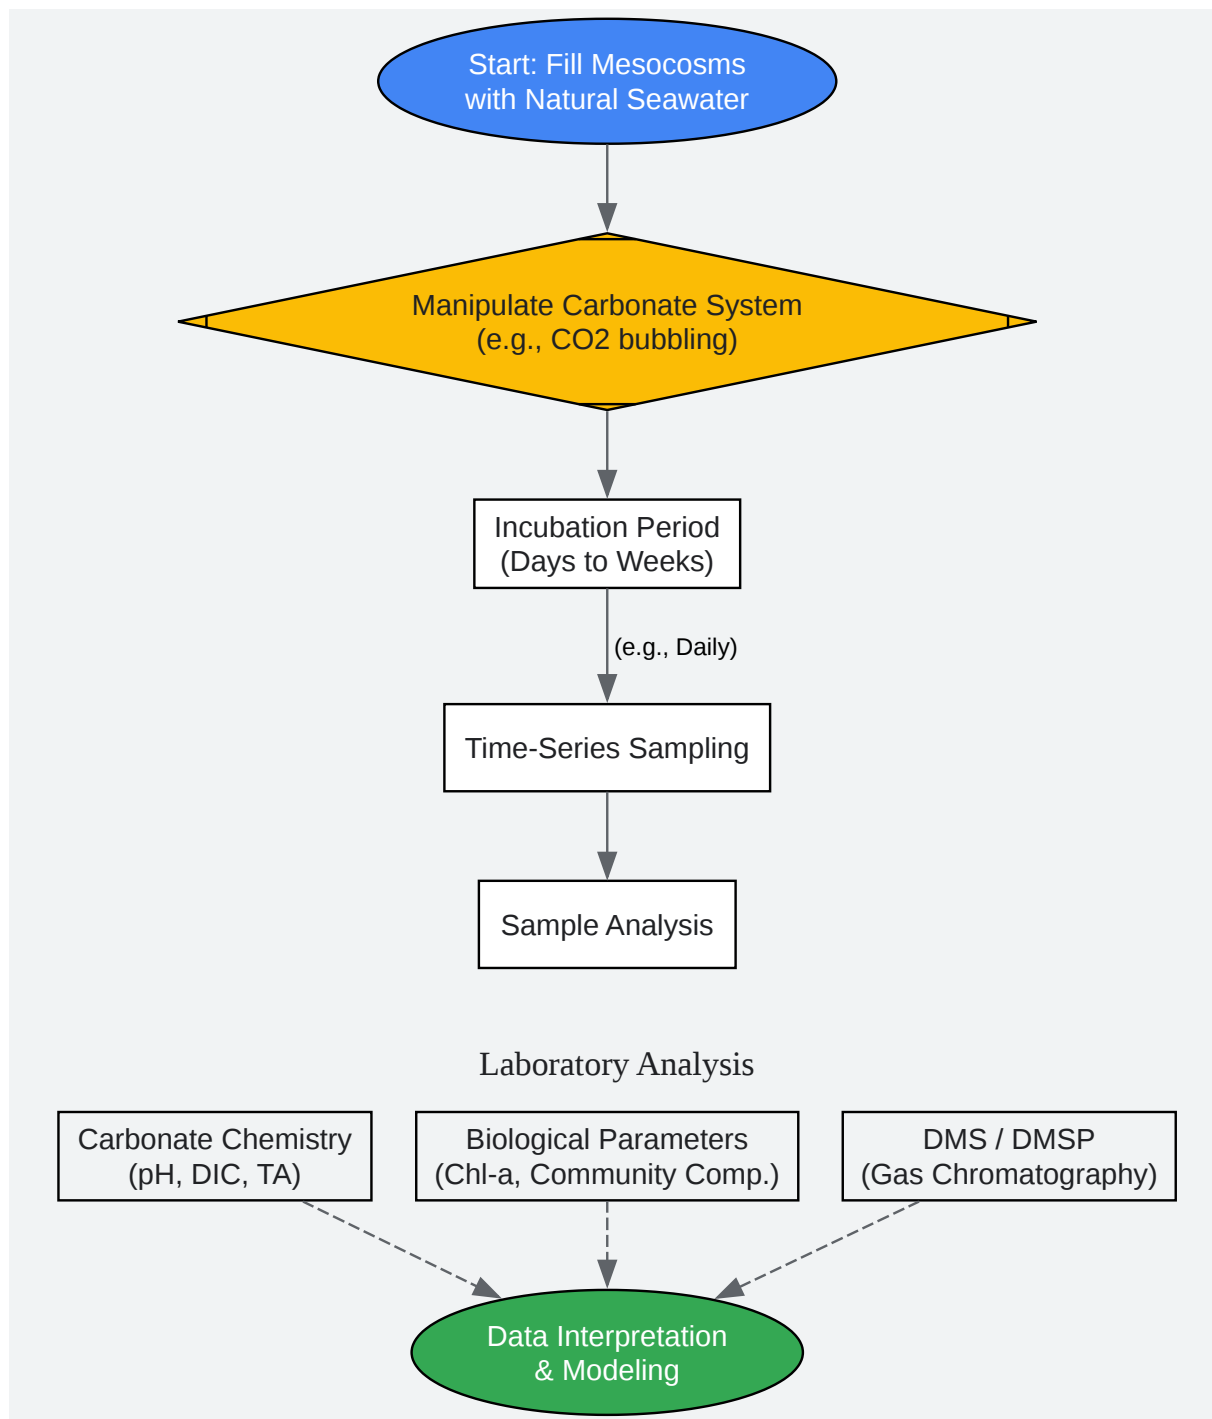 Start: Fill Mesocosms
with Natural Seawater
Manipulate Carbonate System
(e.g., CO2 bubbling)
Incubation Period
(Days to Weeks)
(e.g., Daily)
Time-Series Sampling
Sample Analysis
Laboratory Analysis
Carbonate Chemistry
(pH, DIC, TA)
Biological Parameters
(Chl-a, Community Comp.)
DMS / DMSP
(Gas Chromatography)
Data Interpretation
& Modeling